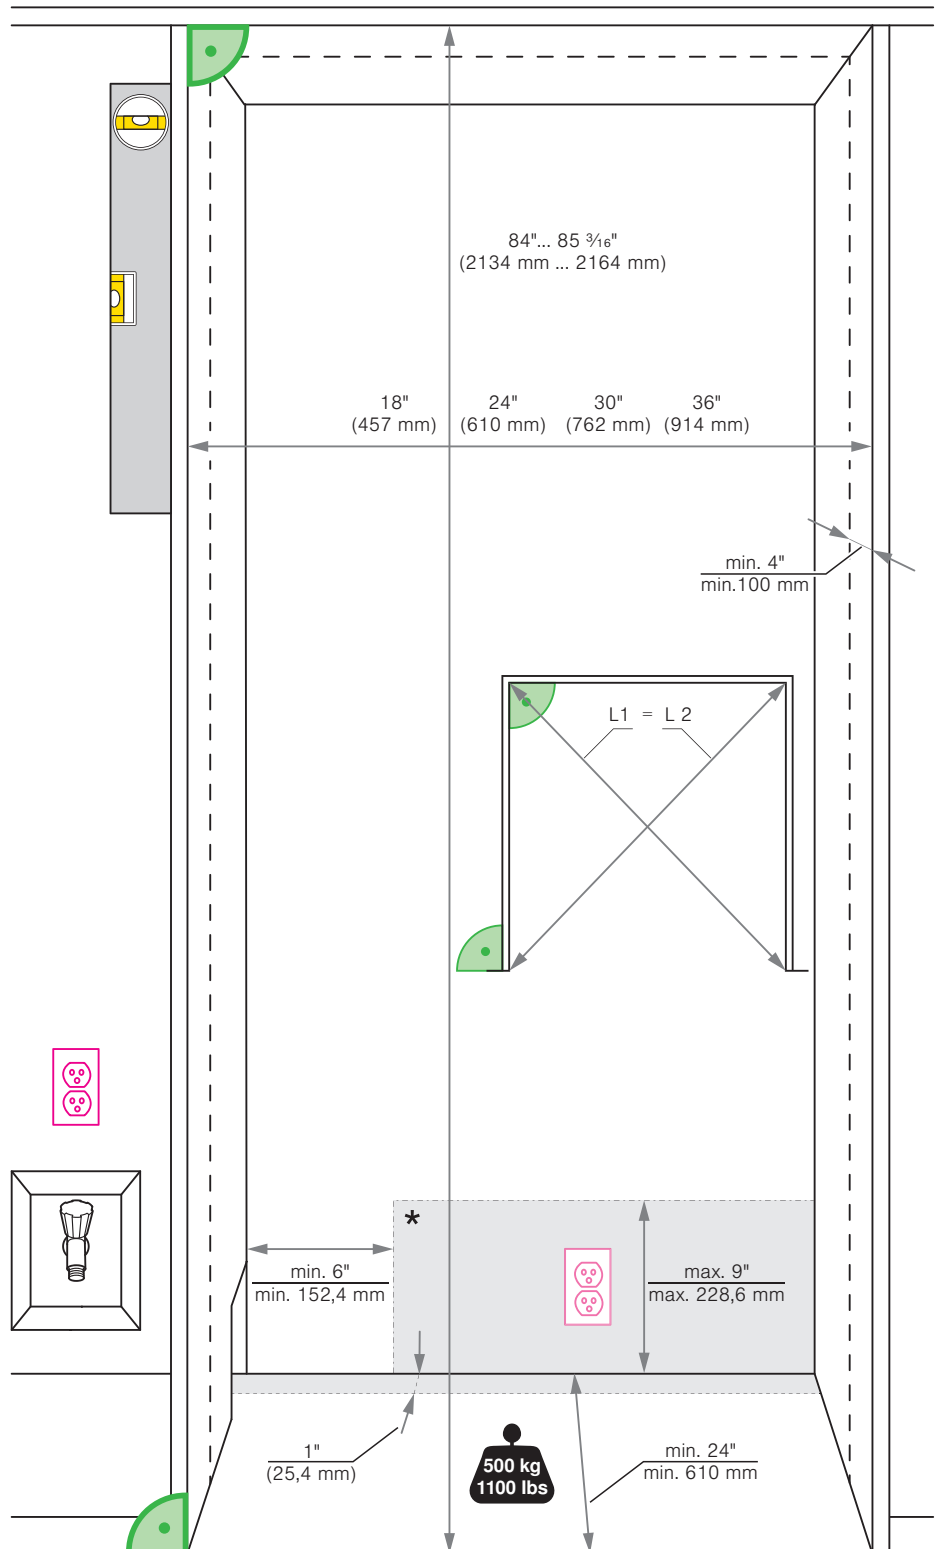 84"... 85 ³⁄₁₆"
(2134 mm ... 2164 mm)
18" 24" 30" 36"
(457 mm) (610 mm) (762 mm) (914 mm)
min. 4"
min.100 mm
L1 = L 2
*
min. 6"
min. 152,4 mm
max. 9"
max. 228,6 mm
1"
(25,4 mm)
500 kg
1100 lbs
min. 24"
min. 610 mm